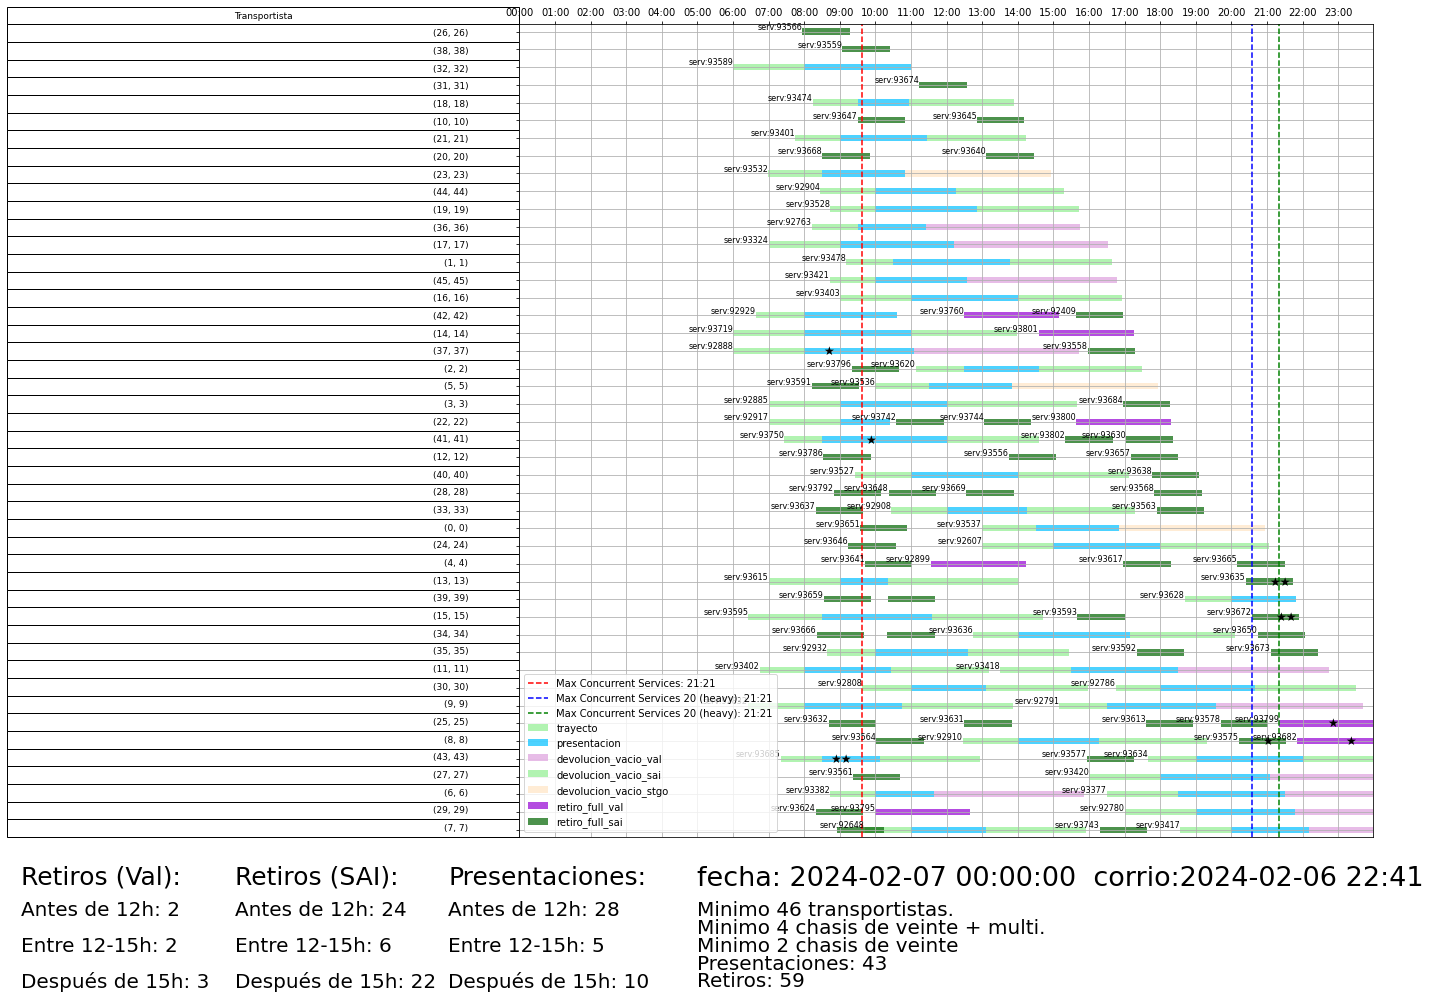 Transportista
00:00 01:00 02:00 03:00 04:00 05:00 06:00 07:00 08:00 09:00 10:00 11:00 12:00 13:00 14:00 15:00 16:00 17:00 18:00 19:00 20:00 21:00 22:00 23:00
(26, 26) serv:93566
(38, 38) serv:93559
(32, 32) serv:93589
(31, 31) serv:93674
(18, 18) serv:93474
(10, 10) serv:93647 serv:93645
(21, 21) serv:93401
(20, 20) serv:93668 serv:93640
(23, 23) serv:93532
(44, 44) serv:92904
(19, 19) serv:93528
(36, 36) serv:92763
(17, 17) serv:93324
(1, 1) serv:93478
(45, 45) serv:93421
(16, 16) serv:93403
(42, 42) serv:92929 serv:93760 serv:92409
(14, 14) serv:93719 serv:93801
(37, 37) serv:92888 serv:93558
(2, 2) serv:93796 serv:93620
(5, 5) serv:93591 serv:93536
(3, 3) serv:92885 serv:93684
(22, 22) serv:92917 serv:93742 serv:93744 serv:93800
(41, 41) serv:93750 serv:93802 serv:93630
(12, 12) serv:93786 serv:93556 serv:93657
(40, 40) serv:93527 serv:93638
(28, 28) serv:93792 serv:93648 serv:93669 serv:93568
(33, 33) serv:93637 serv:92908 serv:93563
(0, 0) serv:93651 serv:93537
(24, 24) serv:93646 serv:92607
(4, 4) serv:93641 serv:92899 serv:93617 serv:93665
(13, 13) serv:93615 serv:93635
(39, 39) serv:93659 serv:93628
(15, 15) serv:93595 serv:93593 serv:93672
(34, 34) serv:93666 serv:93636 serv:93650
(35, 35) serv:92932 serv:93592 serv:93673
(11, 11) serv:93402 serv:93418
(30, 30) serv:92808 serv:92786
(9, 9) serv:92791
(25, 25) serv:93632 serv:93631 serv:93613 serv:93578 serv:93799
(8, 8) serv:93564 serv:92910 serv:93575 serv:93682
(43, 43) serv:93685 serv:93577 serv:93634
(27, 27) serv:93561 serv:93420
(6, 6) serv:93382 serv:93377
(29, 29) serv:93624 serv:93795 serv:92780
(7, 7) serv:92648 serv:93743 serv:93417
Max Concurrent Services: 21:21
Max Concurrent Services 20 (heavy): 21:21
Max Concurrent Services 20 (heavy): 21:21
trayecto
presentacion
devolucion_vacio_val
devolucion_vacio_sai
devolucion_vacio_stgo
retiro_full_val
retiro_full_sai
Retiros (Val):
Antes de 12h: 2
Entre 12-15h: 2
Después de 15h: 3
Retiros (SAI):
Antes de 12h: 24
Entre 12-15h: 6
Después de 15h: 22
Presentaciones:
Antes de 12h: 28
Entre 12-15h: 5
Después de 15h: 10
fecha: 2024-02-07 00:00:00 corrio:2024-02-06 22:41
Minimo 46 transportistas.
Minimo 4 chasis de veinte + multi.
Minimo 2 chasis de veinte
Presentaciones: 43
Retiros: 59